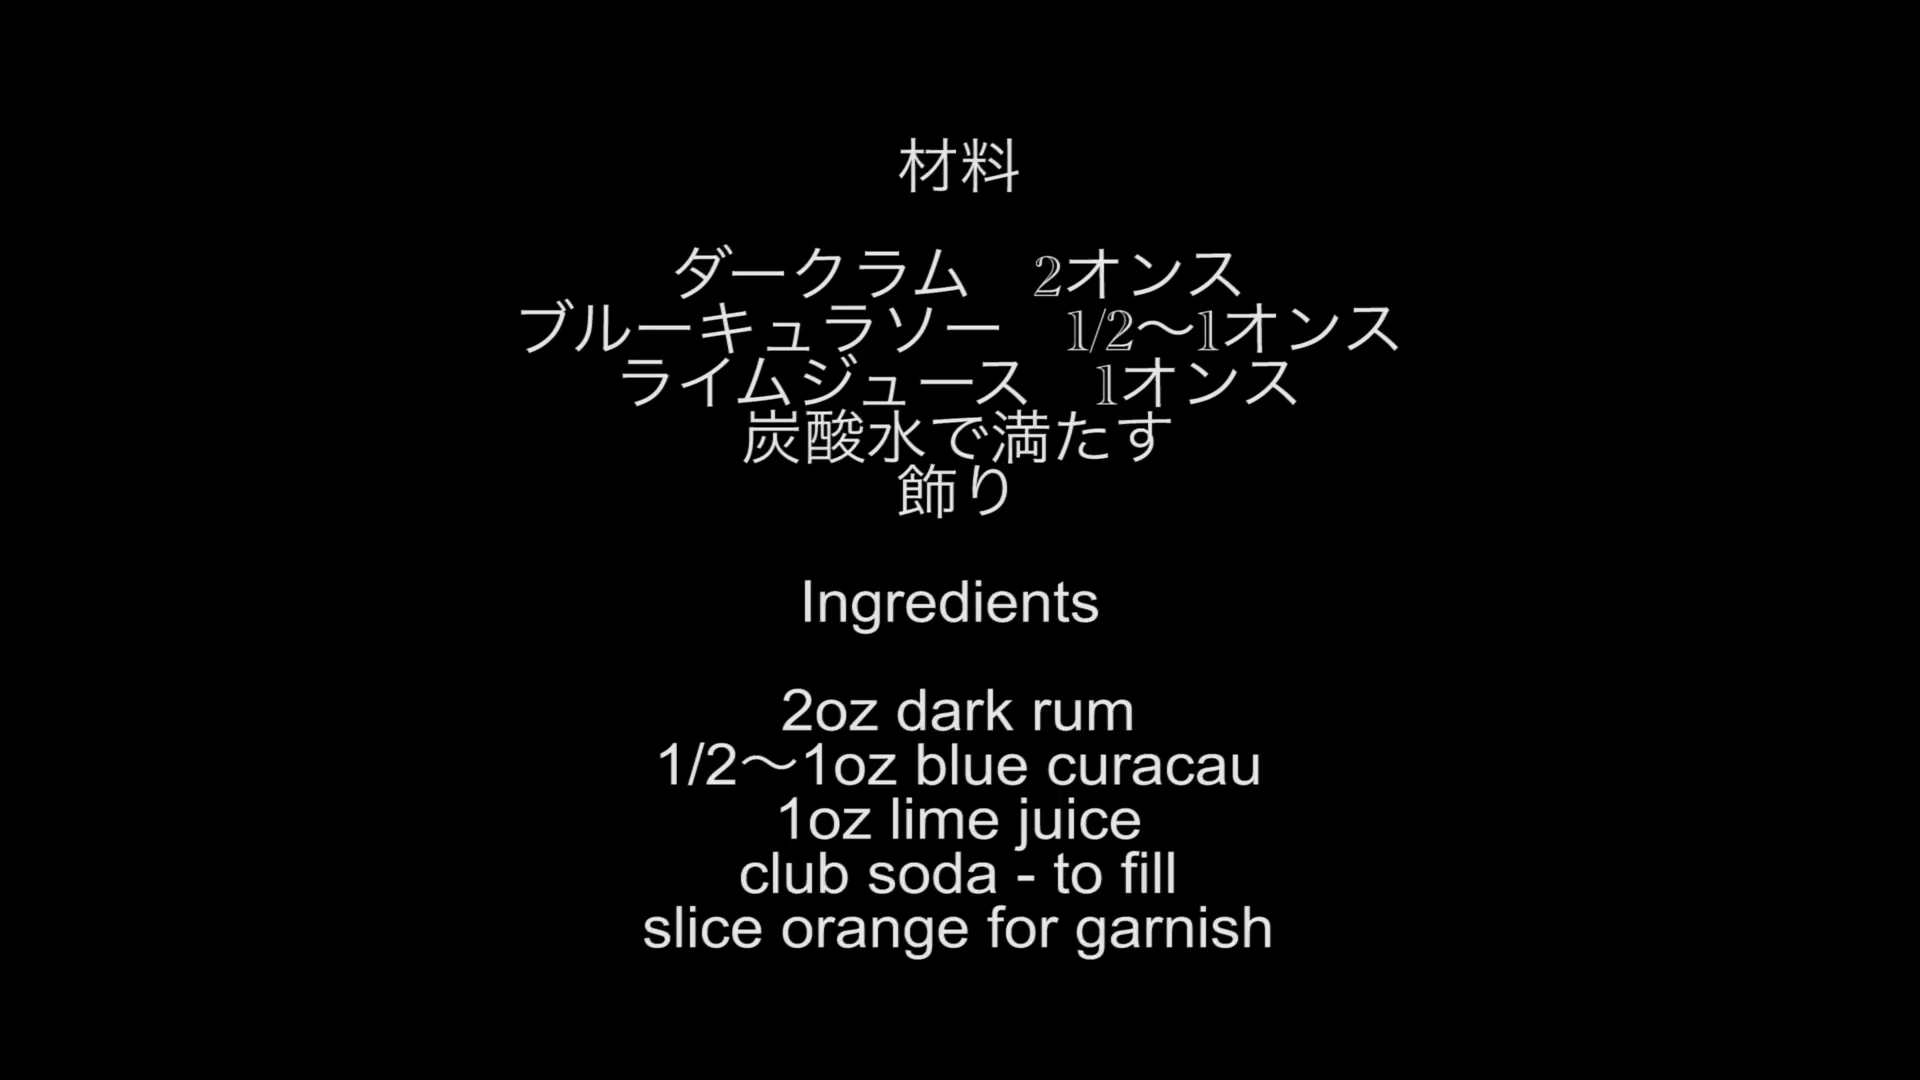 材料
ダークラム　2オンス
ブルーキュラソー　1/2〜1オンス
ライムジュース　1オンス
炭酸水で満たす
飾り
Ingredients
2oz dark rum
1/2〜1oz blue curacau
1oz lime juice
club soda - to fill
slice orange for garnish